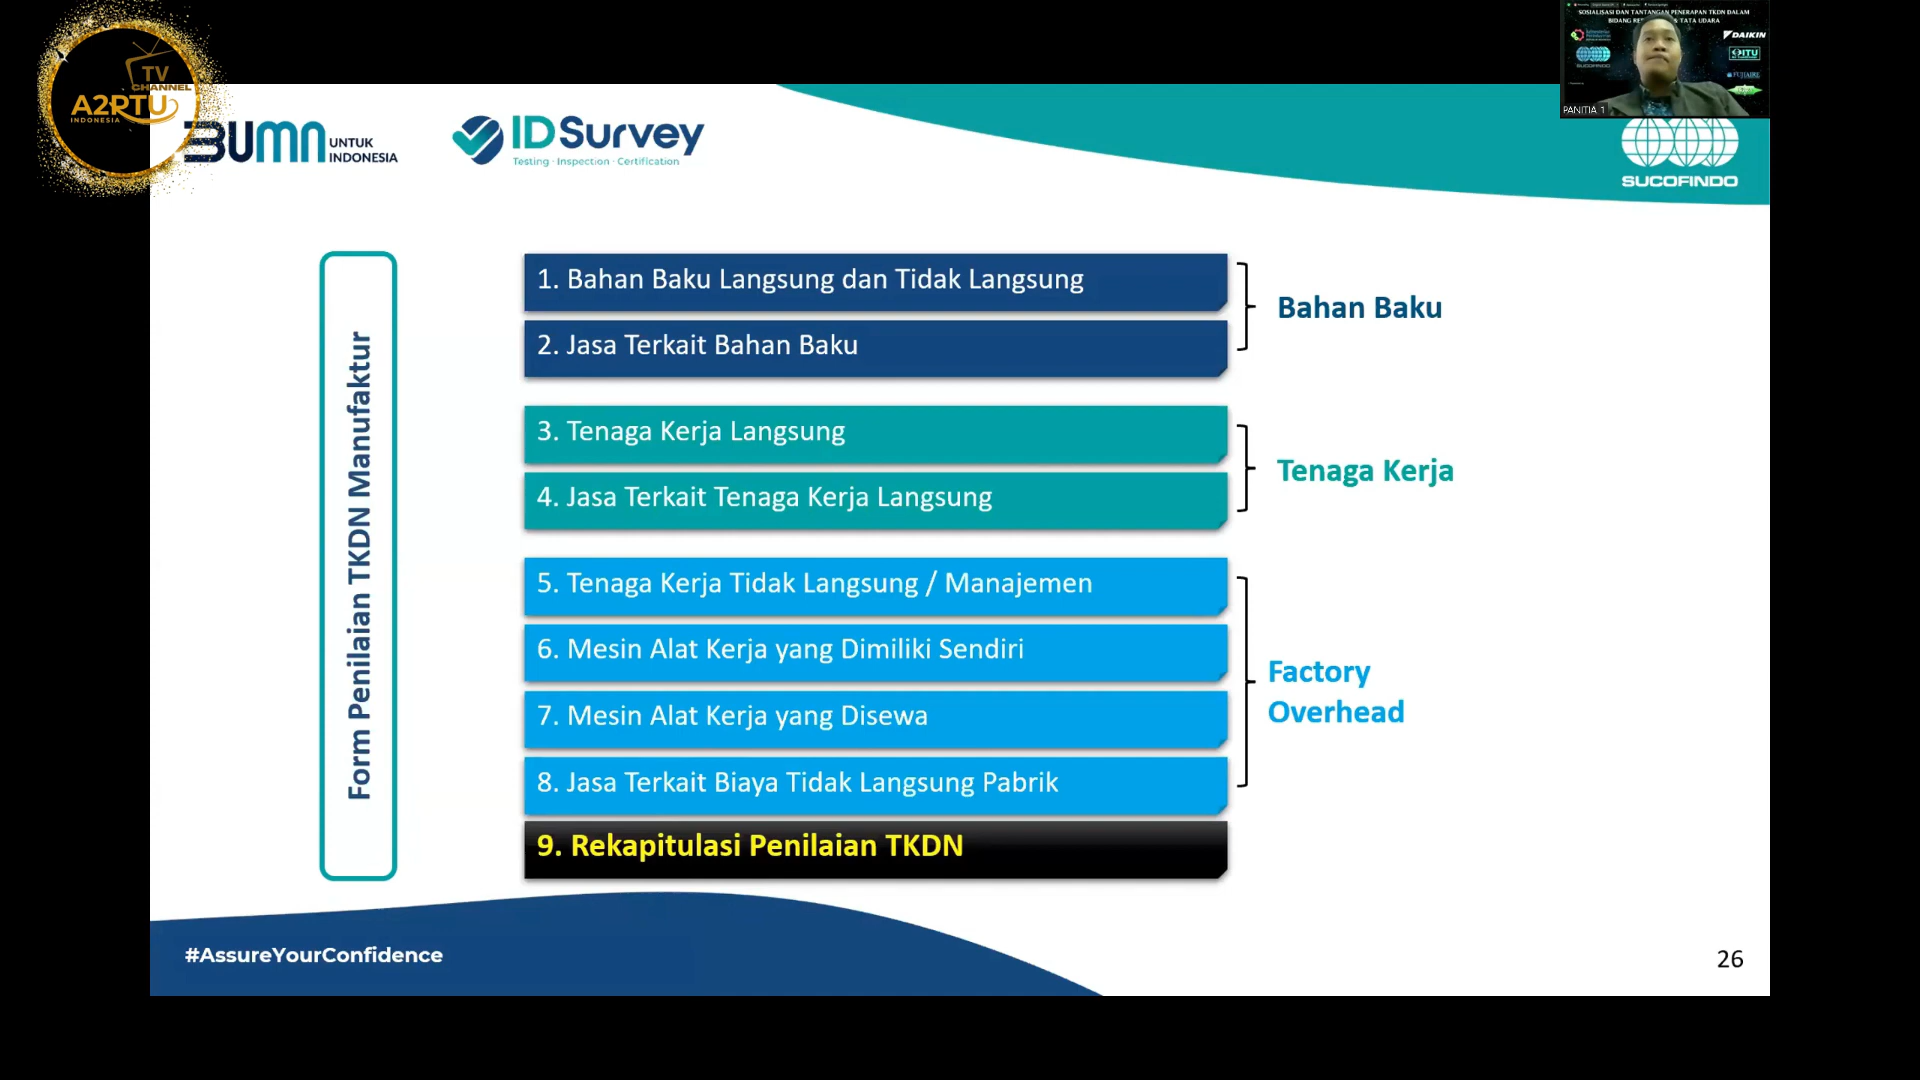 TV
CHANNEL
A2RTU
INDONESIA
BUMN UNTUK
INDONESIA
IDSurvey
Testing · Inspection · Certification
SOSIALISASI DAN TANTANGAN PENERAPAN TKDN DALAM
TATA UDARA
DAIKIN
SUCOFINDO
PANITIA 1
SUCOFINDO
Form Penilaian TKDN Manufaktur
1. Bahan Baku Langsung dan Tidak Langsung
2. Jasa Terkait Bahan Baku
Bahan Baku
3. Tenaga Kerja Langsung
4. Jasa Terkait Tenaga Kerja Langsung
Tenaga Kerja
5. Tenaga Kerja Tidak Langsung / Manajemen
6. Mesin Alat Kerja yang Dimiliki Sendiri
7. Mesin Alat Kerja yang Disewa
8. Jasa Terkait Biaya Tidak Langsung Pabrik
Factory
Overhead
9. Rekapitulasi Penilaian TKDN
#AssureYourConfidence
26